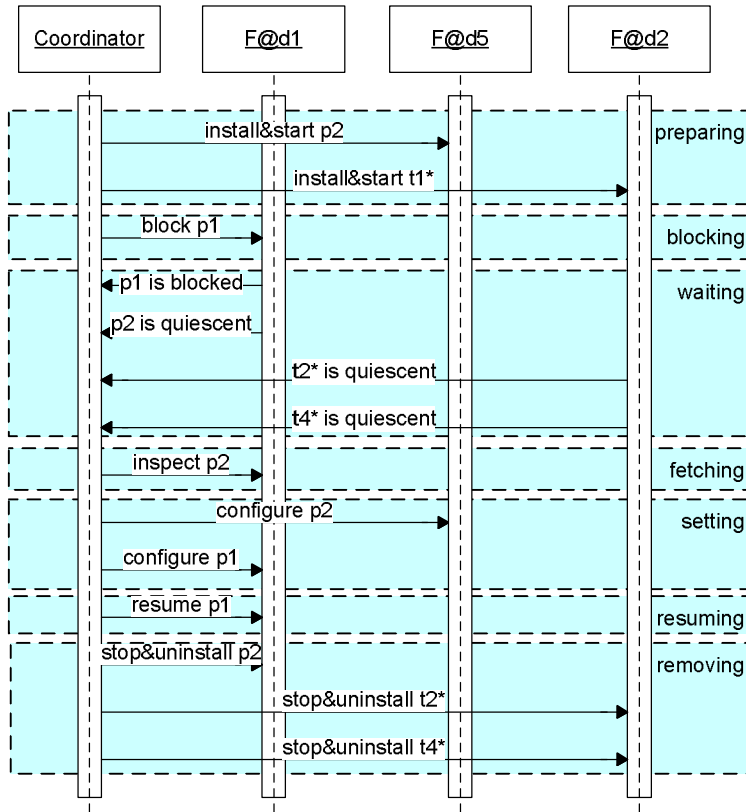 Coordinator
F@d1
F@d5
F@d2
install&start p2
preparing
install&start t1*
block p1
blocking
p1 is blocked
waiting
p2 is quiescent
t2* is quiescent
t4* is quiescent
inspect p2
fetching
configure p2
setting
configure p1
resume p1
resuming
stop&uninstall p2
removing
stop&uninstall t2*
stop&uninstall t4*